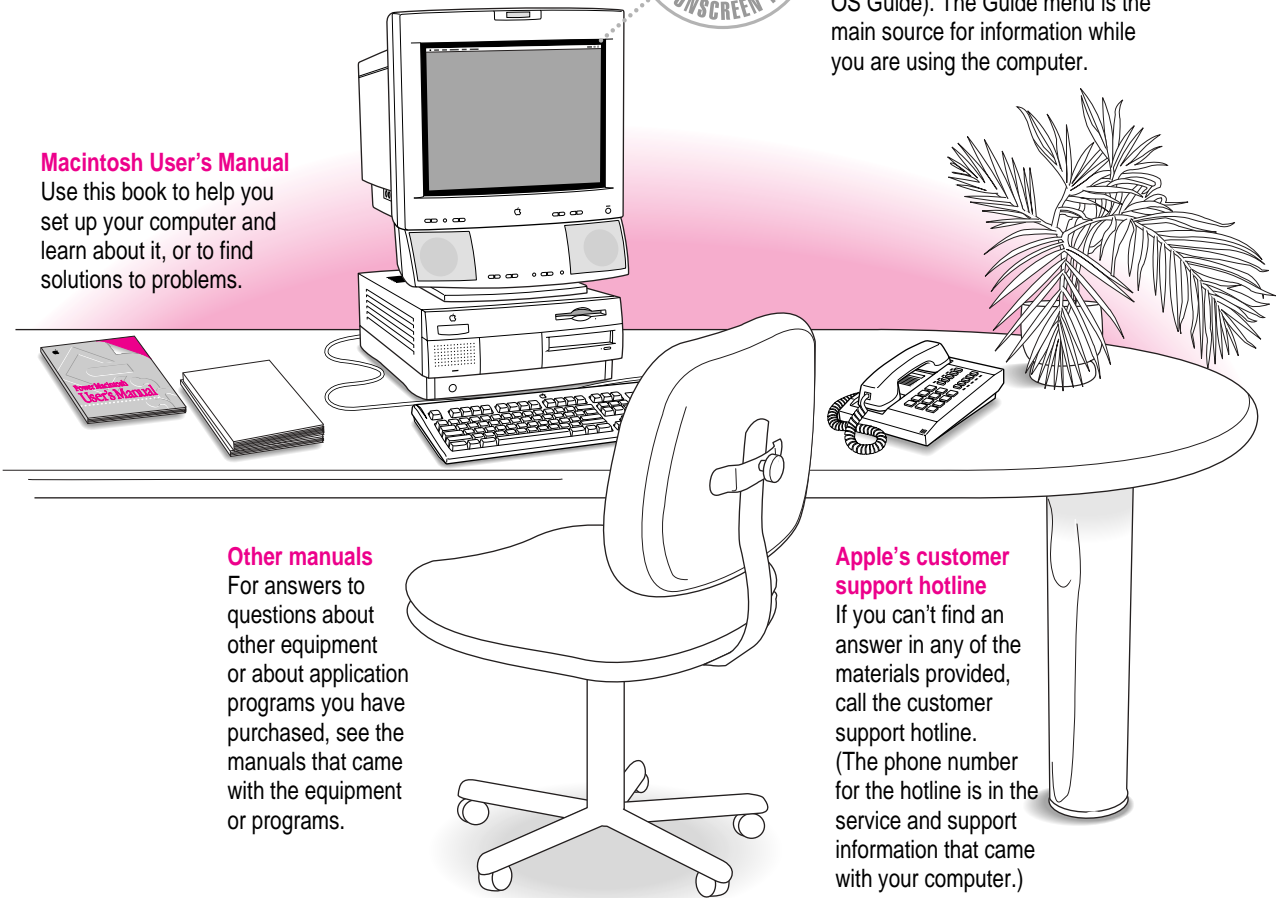 OS Guide). The Guide menu is the
main source for information while
you are using the computer.
Macintosh User's Manual
Use this book to help you
set up your computer and
learn about it, or to find
solutions to problems.
Power Macintosh
User's Manual
Other manuals
For answers to
questions about
other equipment
or about application
programs you have
purchased, see the
manuals that came
with the equipment
or programs.
Apple's customer
support hotline
If you can't find an
answer in any of the
materials provided,
call the customer
support hotline.
(The phone number
for the hotline is in the
service and support
information that came
with your computer.)